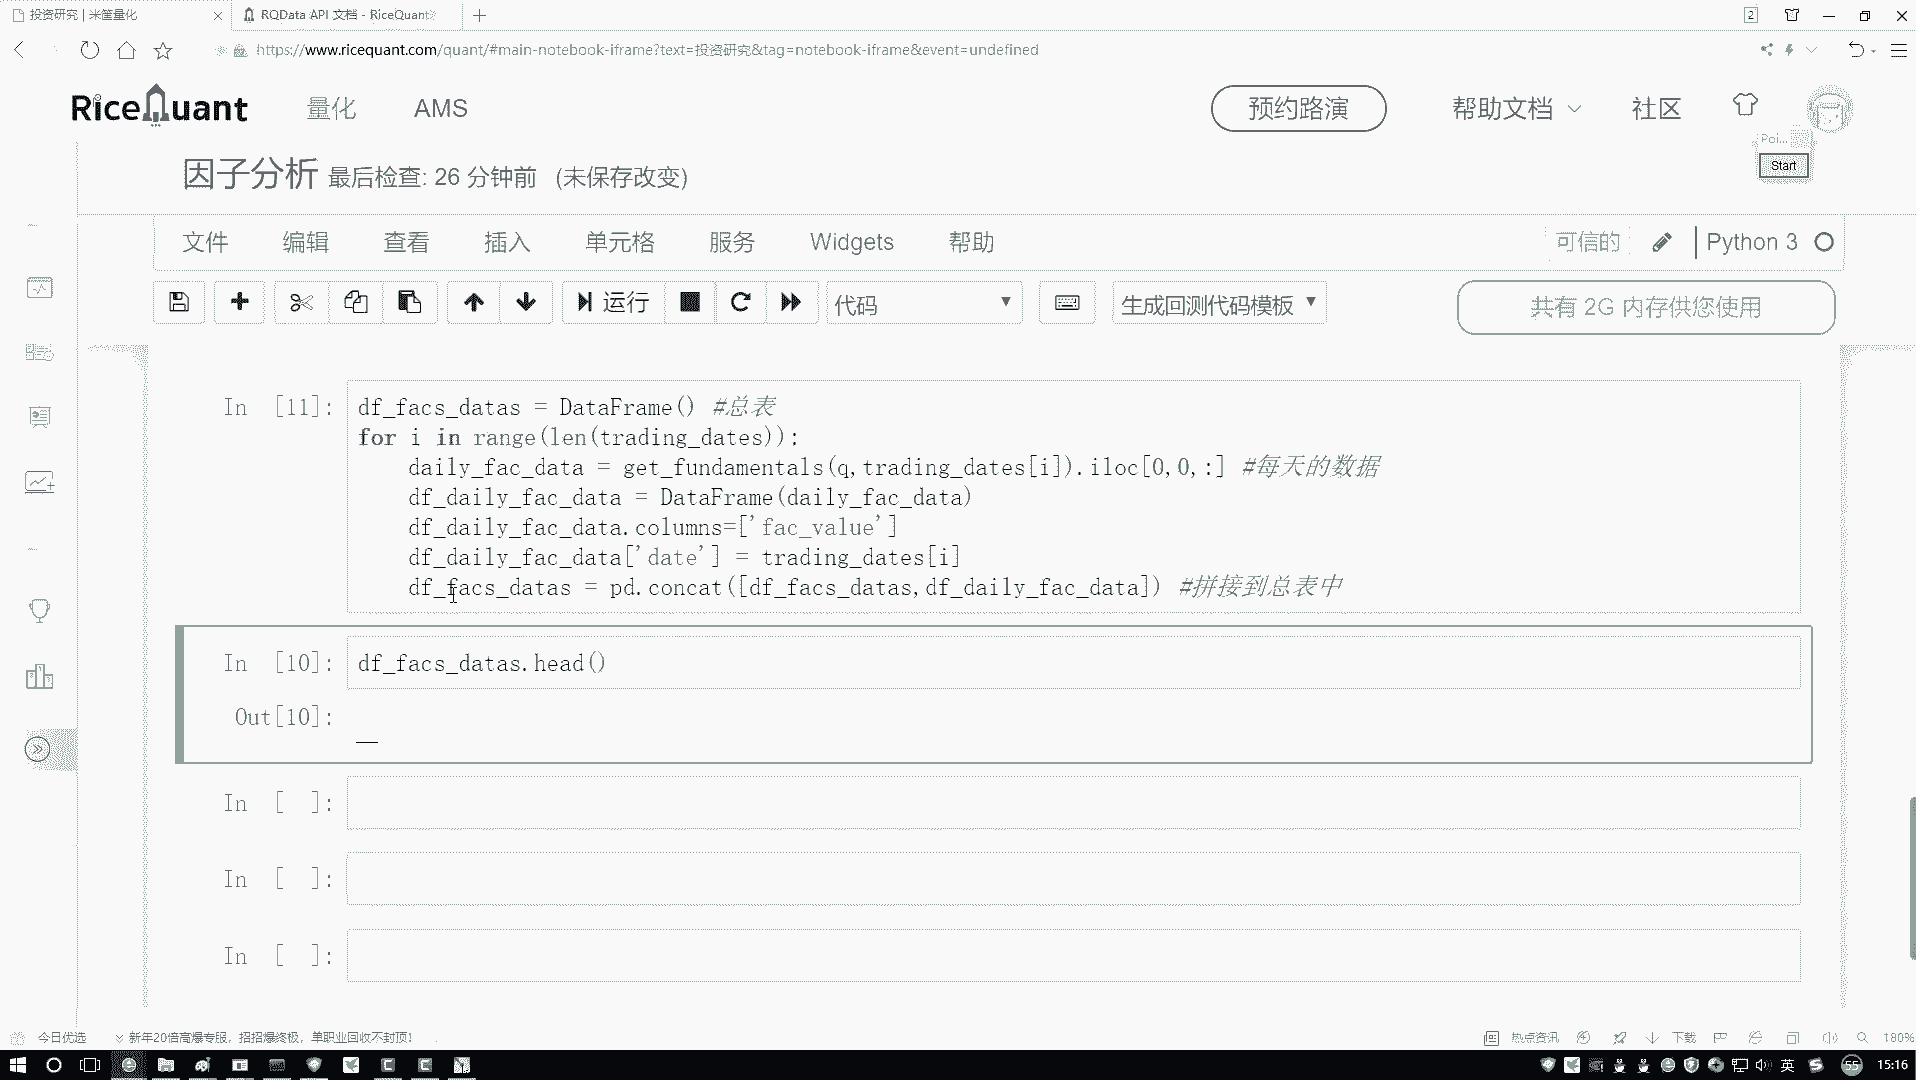 投资研究 | 米筐量化
RQData API 文档 - RiceQuant
2
https://www.ricequant.com/quant/#main-notebook-iframe?text=投资研究&tag=notebook-iframe&event=undefined
RiceQuant 量化 AMS 预约路演 帮助文档 社区
Poi...
Start
因子分析 最后检查: 26 分钟前 (未保存改变)
文件 编辑 查看 插入 单元格 服务 Widgets 帮助 可信的 Python 3
运行 代码 生成回测代码模板 共有 2G 内存供您使用
In [11]: df_facs_datas = DataFrame() #总表
for i in range(len(trading_dates)):
daily_fac_data = get_fundamentals(q,trading_dates[i]).iloc[0,0,:] #每天的数据
df_daily_fac_data = DataFrame(daily_fac_data)
df_daily_fac_data.columns=['fac_value']
df_daily_fac_data['date'] = trading_dates[i]
df_facs_datas = pd.concat([df_facs_datas,df_daily_fac_data]) #拼接到总表中
In [10]: df_facs_datas.head()
Out[10]:
In [ ]:
In [ ]:
In [ ]:
今日优选 新年20倍高爆专服，招招爆终极，单职业回收不封顶! 热点资讯 下载 180%
英 55 15:16